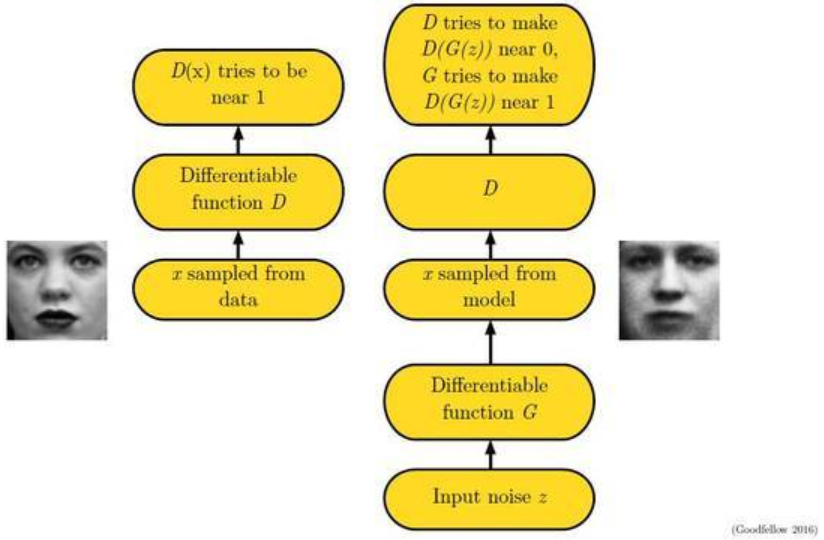 D(x) tries to be
near 1
Differentiable
function D
x sampled from
data
D tries to make
D(G(z)) near 0,
G tries to make
D(G(z)) near 1
D
x sampled from
model
Differentiable
function G
Input noise z
(Goodfellow 2016)